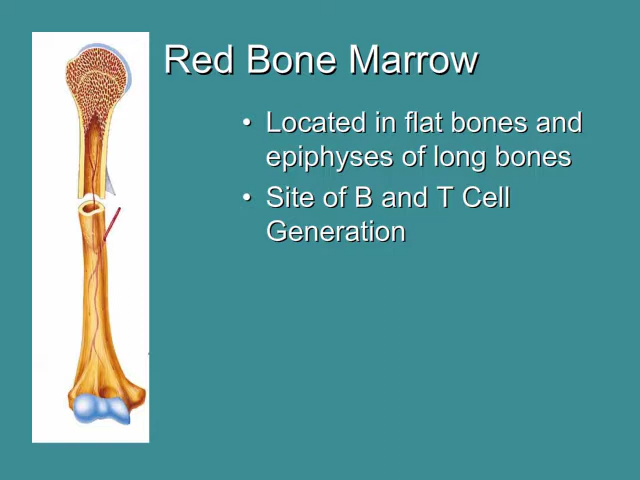 Red Bone Marrow
• Located in flat bones and
epiphyses of long bones
• Site of B and T Cell
Generation